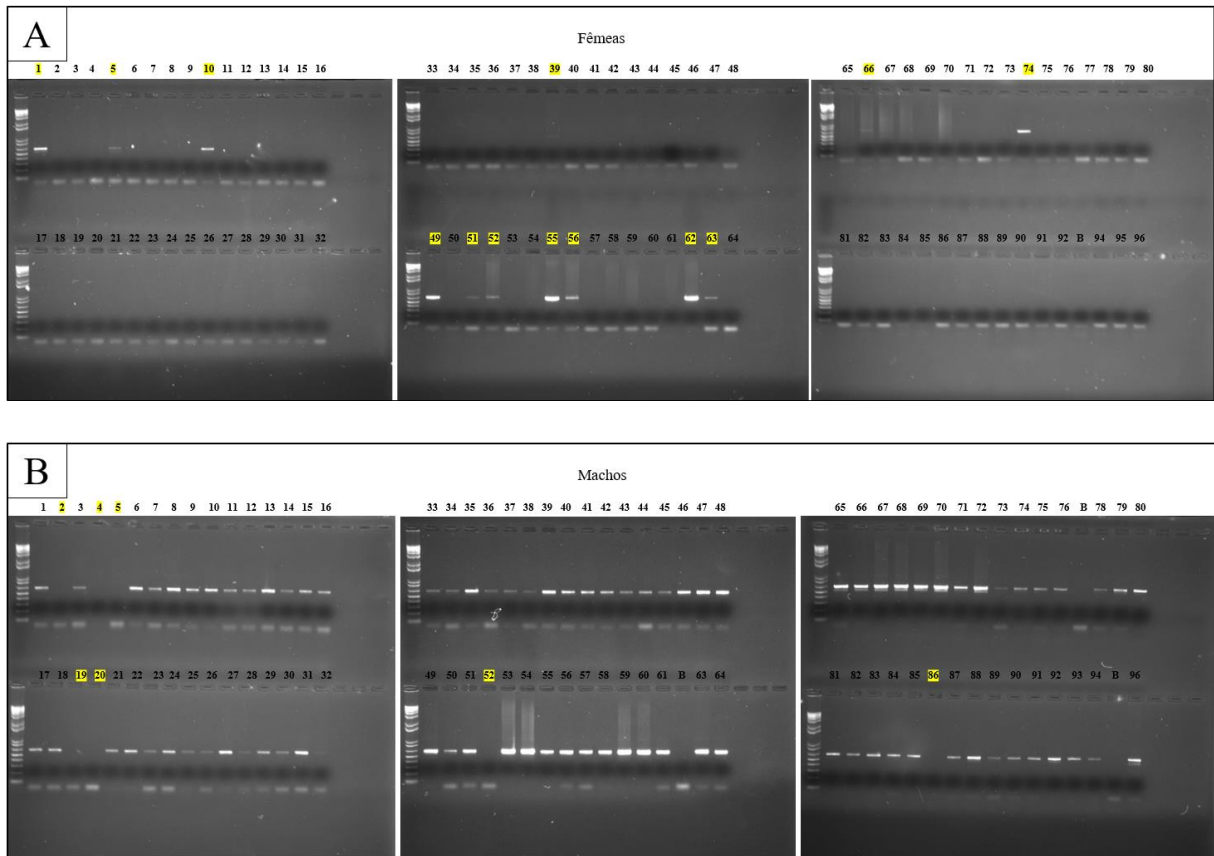 A
Fêmeas
1 2 3 4 5 6 7 8 9 10 11 12 13 14 15 16
33 34 35 36 37 38 39 40 41 42 43 44 45 46 47 48
65 66 67 68 69 70 71 72 73 74 75 76 77 78 79 80
17 18 19 20 21 22 23 24 25 26 27 28 29 30 31 32
49 50 51 52 53 54 55 56 57 58 59 60 61 62 63 64
81 82 83 84 85 86 87 88 89 90 91 92 B 94 95 96
B
Machos
1 2 3 4 5 6 7 8 9 10 11 12 13 14 15 16
33 34 35 36 37 38 39 40 41 42 43 44 45 46 47 48
65 66 67 68 69 70 71 72 73 74 75 76 B 78 79 80
17 18 19 20 21 22 23 24 25 26 27 28 29 30 31 32
49 50 51 52 53 54 55 56 57 58 59 60 61 B 63 64
81 82 83 84 85 86 87 88 89 90 91 92 93 94 B 96